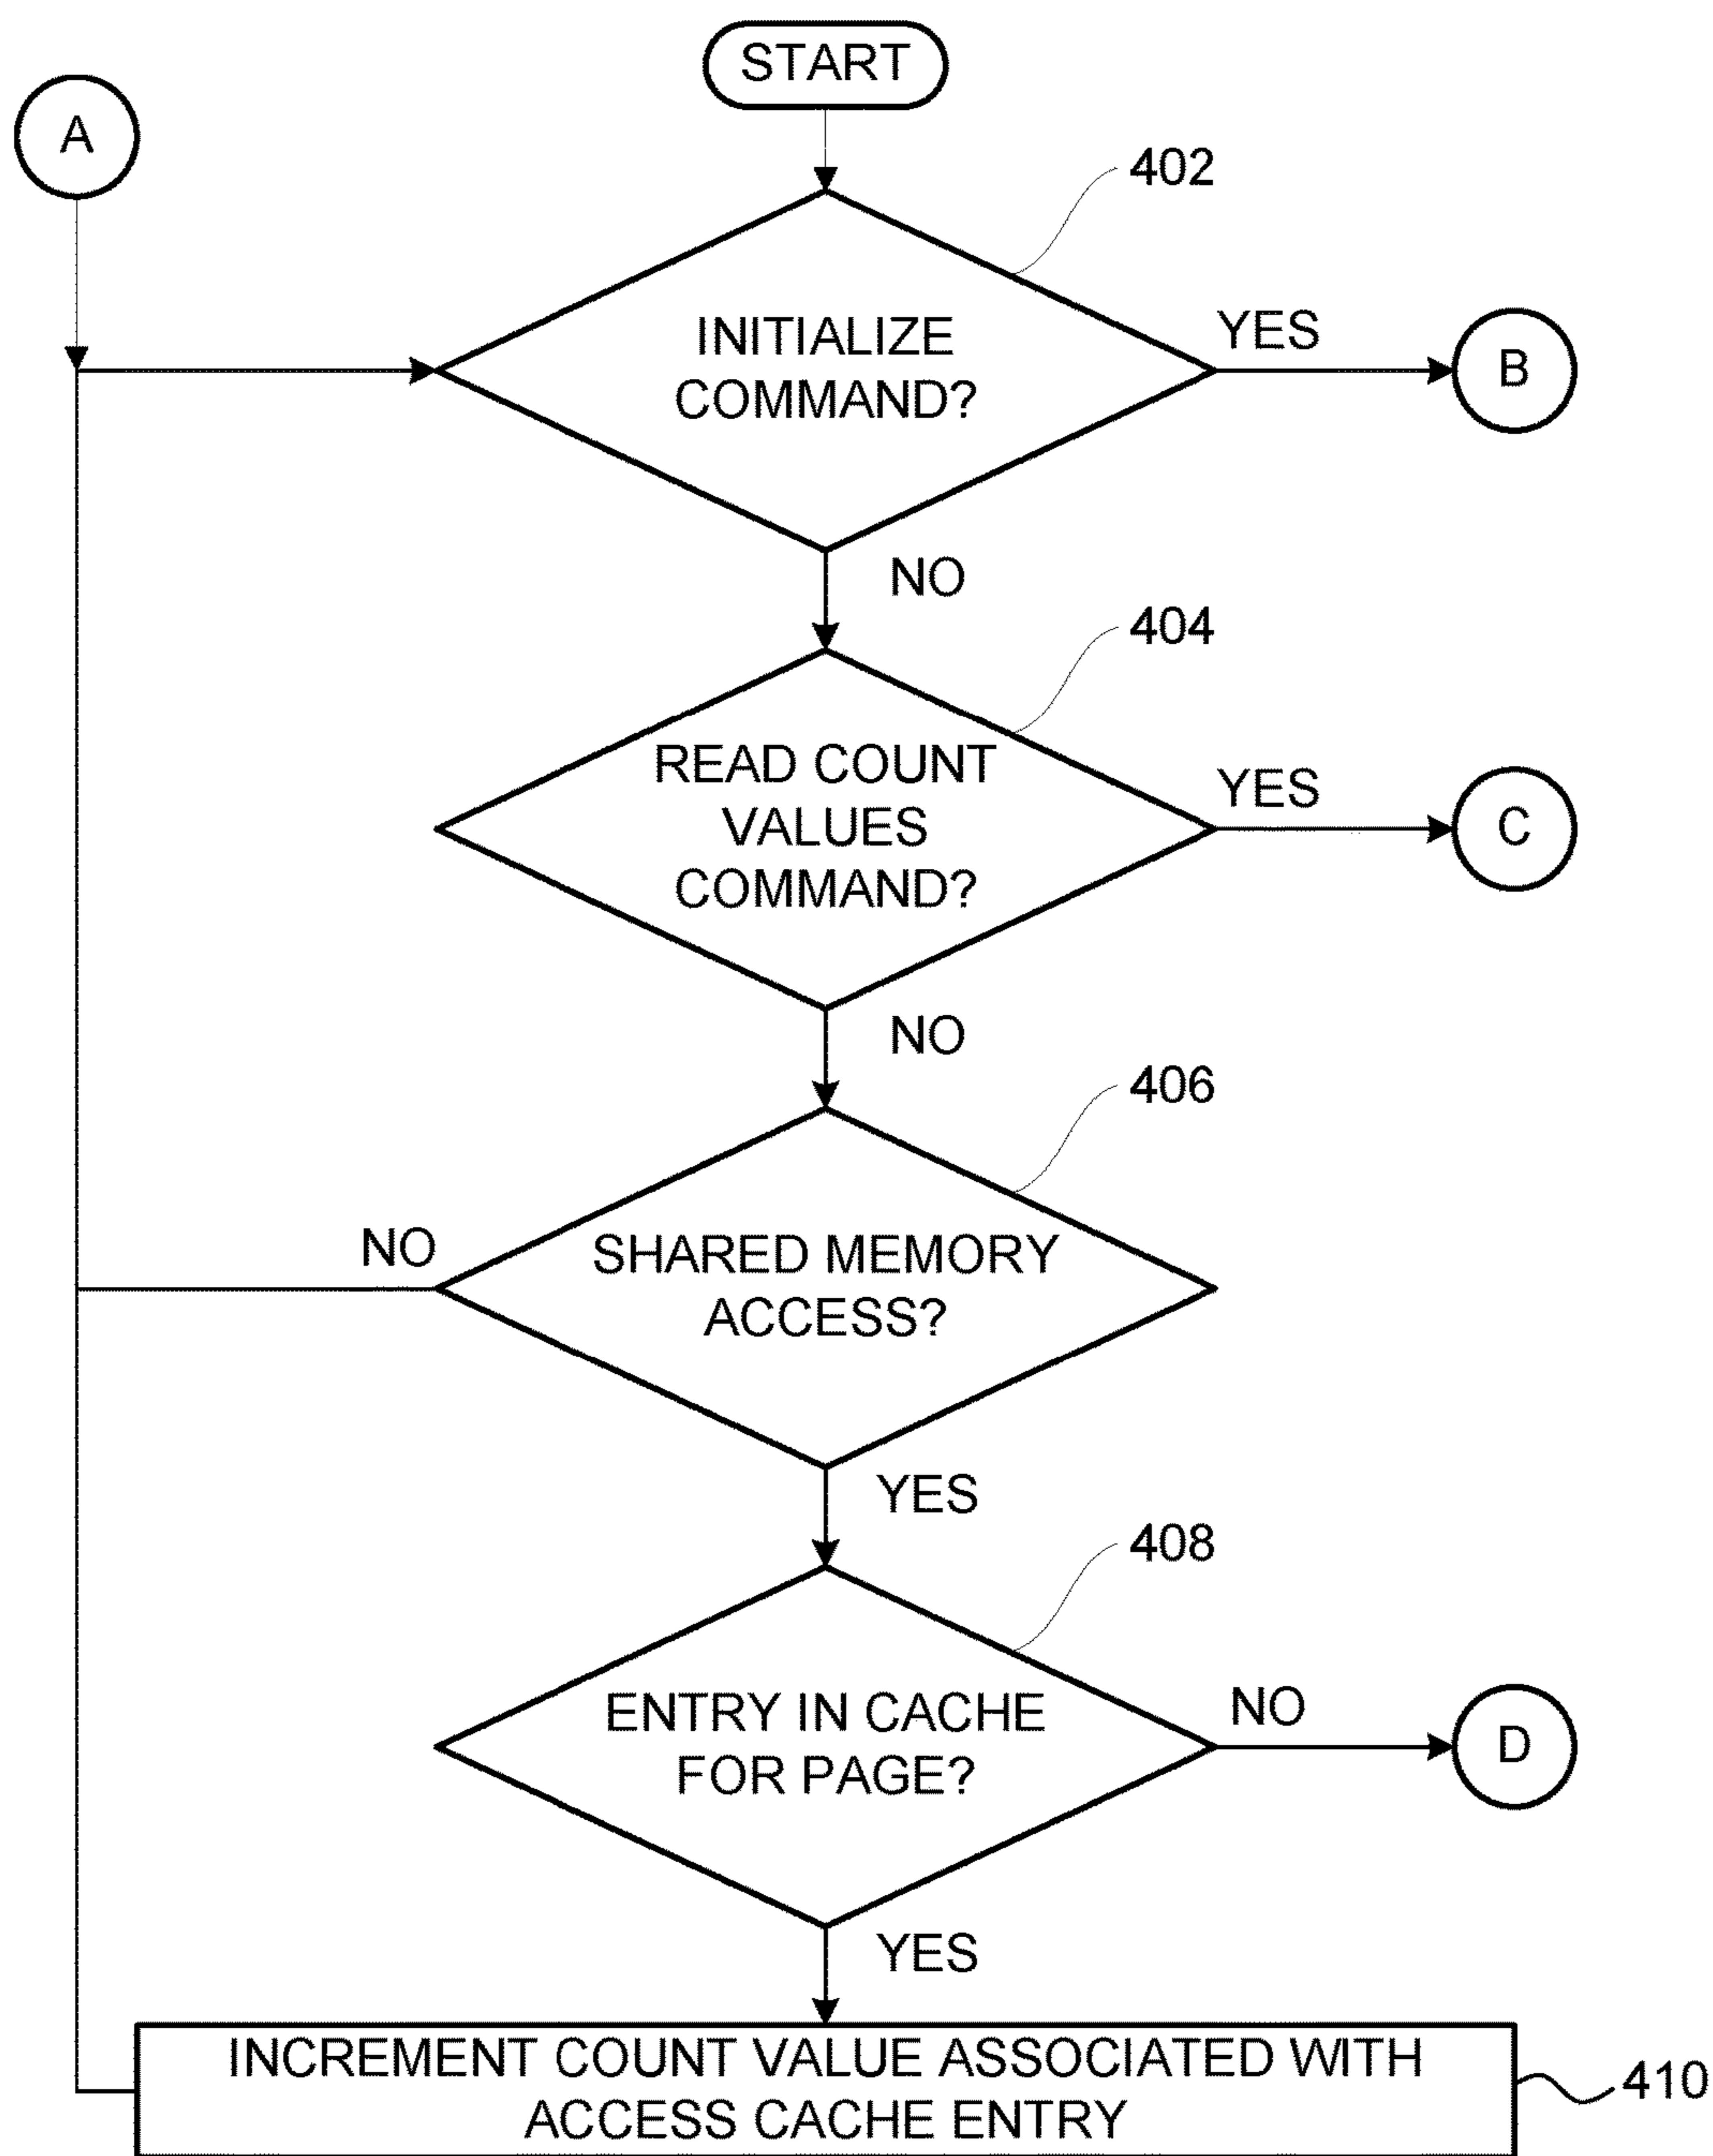 START
A
402
INITIALIZE
COMMAND?
YES
B
NO
404
READ COUNT
VALUES
COMMAND?
YES
C
NO
406
NO
SHARED MEMORY
ACCESS?
YES
408
ENTRY IN CACHE
FOR PAGE?
NO
D
YES
INCREMENT COUNT VALUE ASSOCIATED WITH
ACCESS CACHE ENTRY
410